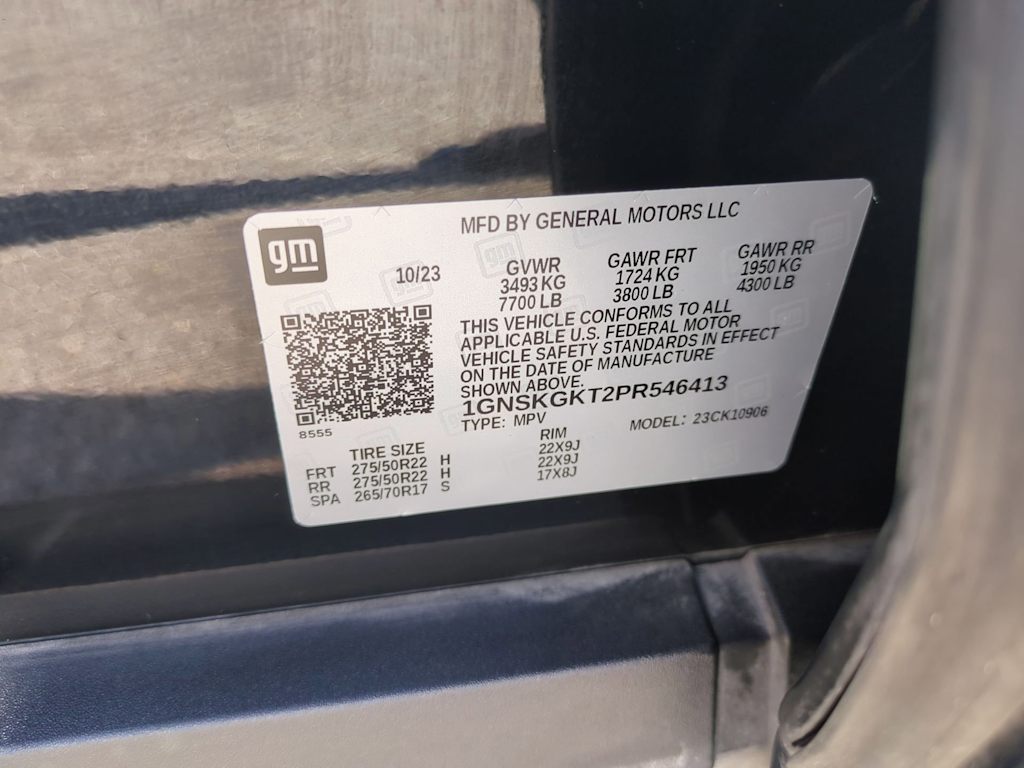 MFD BY GENERAL MOTORS LLC
gm
10/23
GVWR
3493 KG
7700 LB
GAWR FRT
1724 KG
3800 LB
GAWR RR
1950 KG
4300 LB
THIS VEHICLE CONFORMS TO ALL
APPLICABLE U.S. FEDERAL MOTOR
VEHICLE SAFETY STANDARDS IN EFFECT
ON THE DATE OF MANUFACTURE
SHOWN ABOVE.
1GNSKGKT2PR546413
TYPE: MPV MODEL: 23CK10906
8555
TIRE SIZE RIM
FRT 275/50R22 H 22X9J
RR 275/50R22 H 22X9J
SPA 265/70R17 S 17X8J